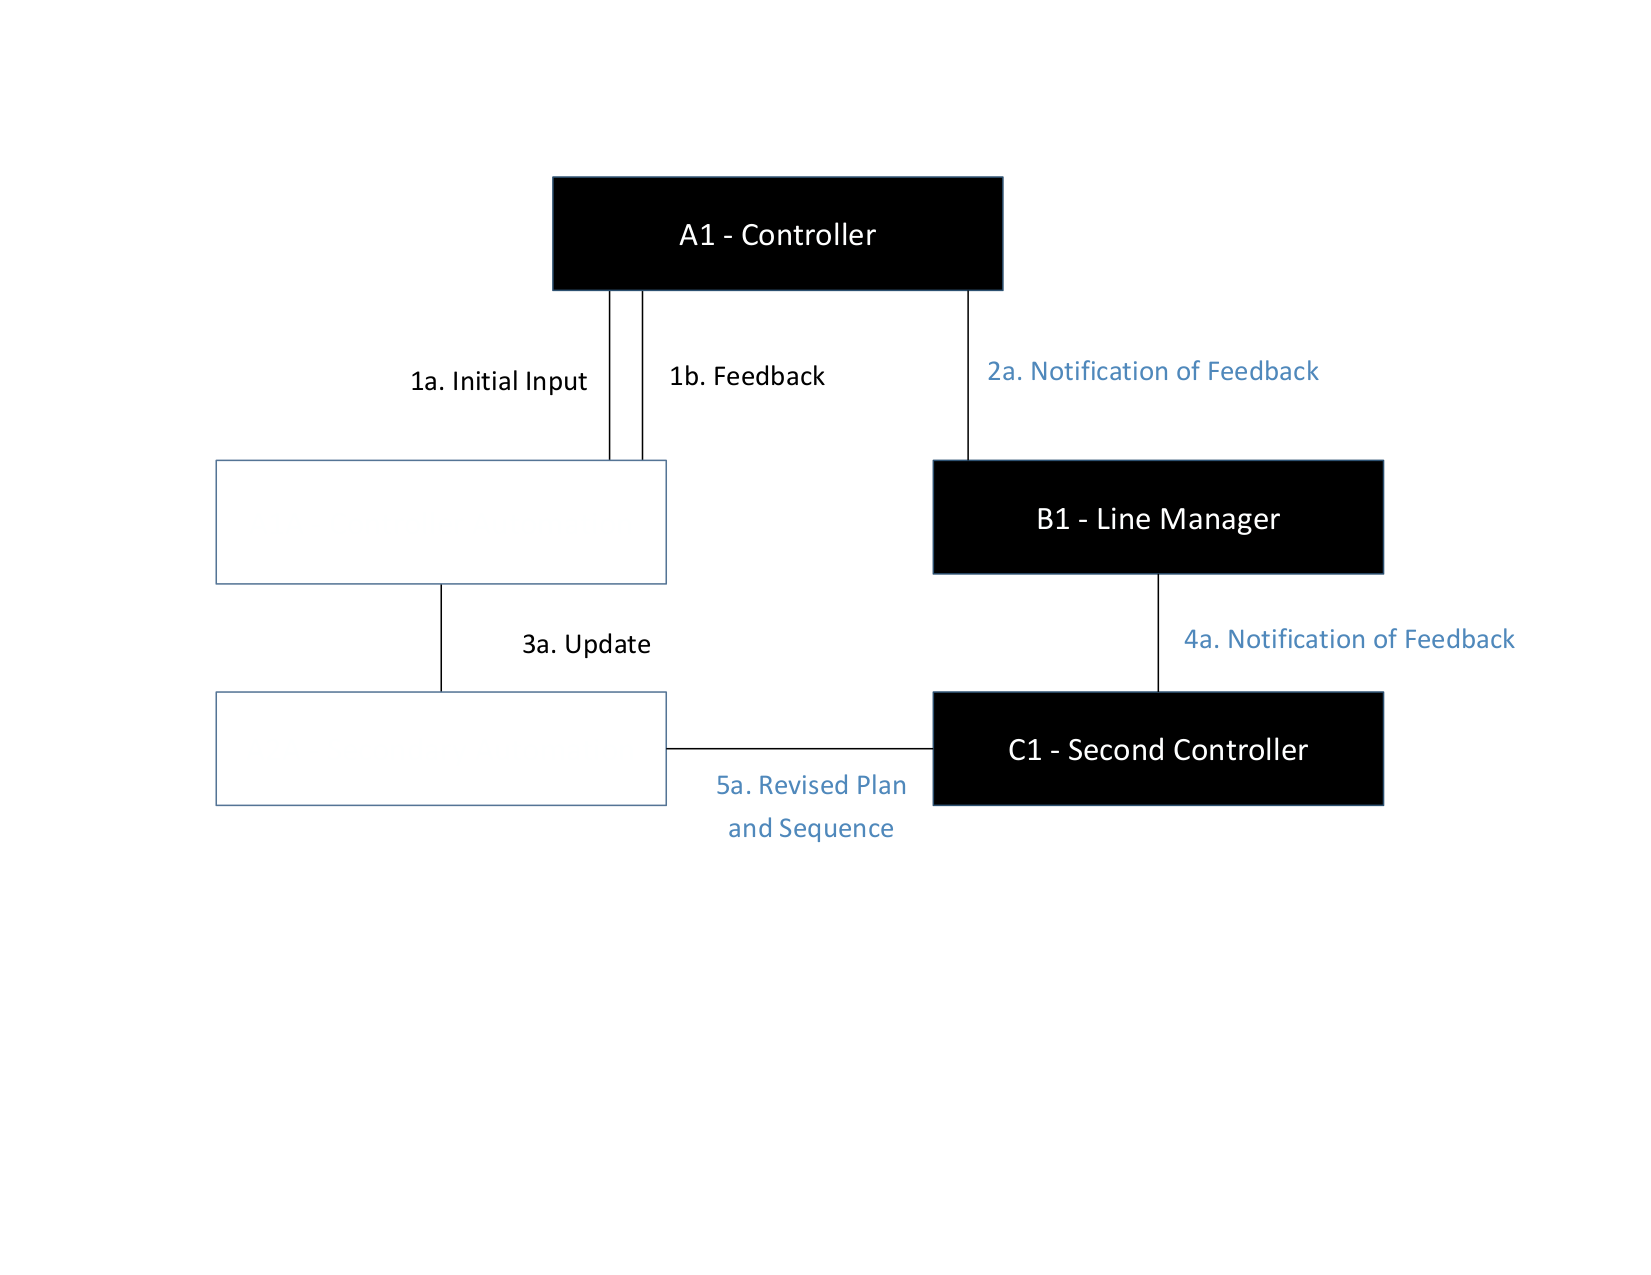 A1 - Controller
1a. Initial Input
1b. Feedback
2a. Notification of Feedback
B1 - Line Manager
3a. Update
4a. Notification of Feedback
C1 - Second Controller
5a. Revised Plan
and Sequence